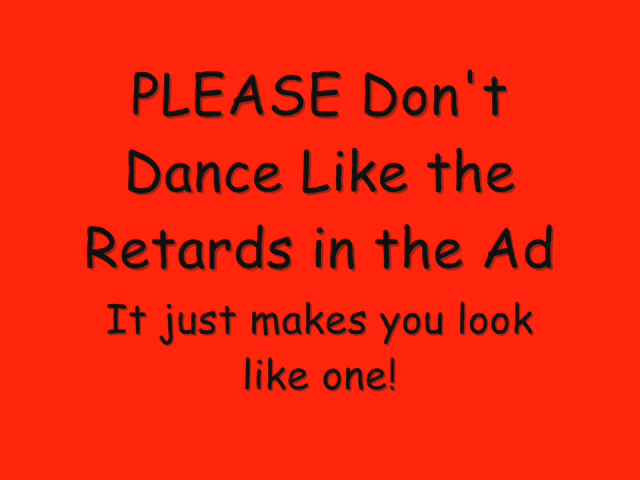 PLEASE Don't
Dance Like the
Retards in the Ad
It just makes you look
like one!